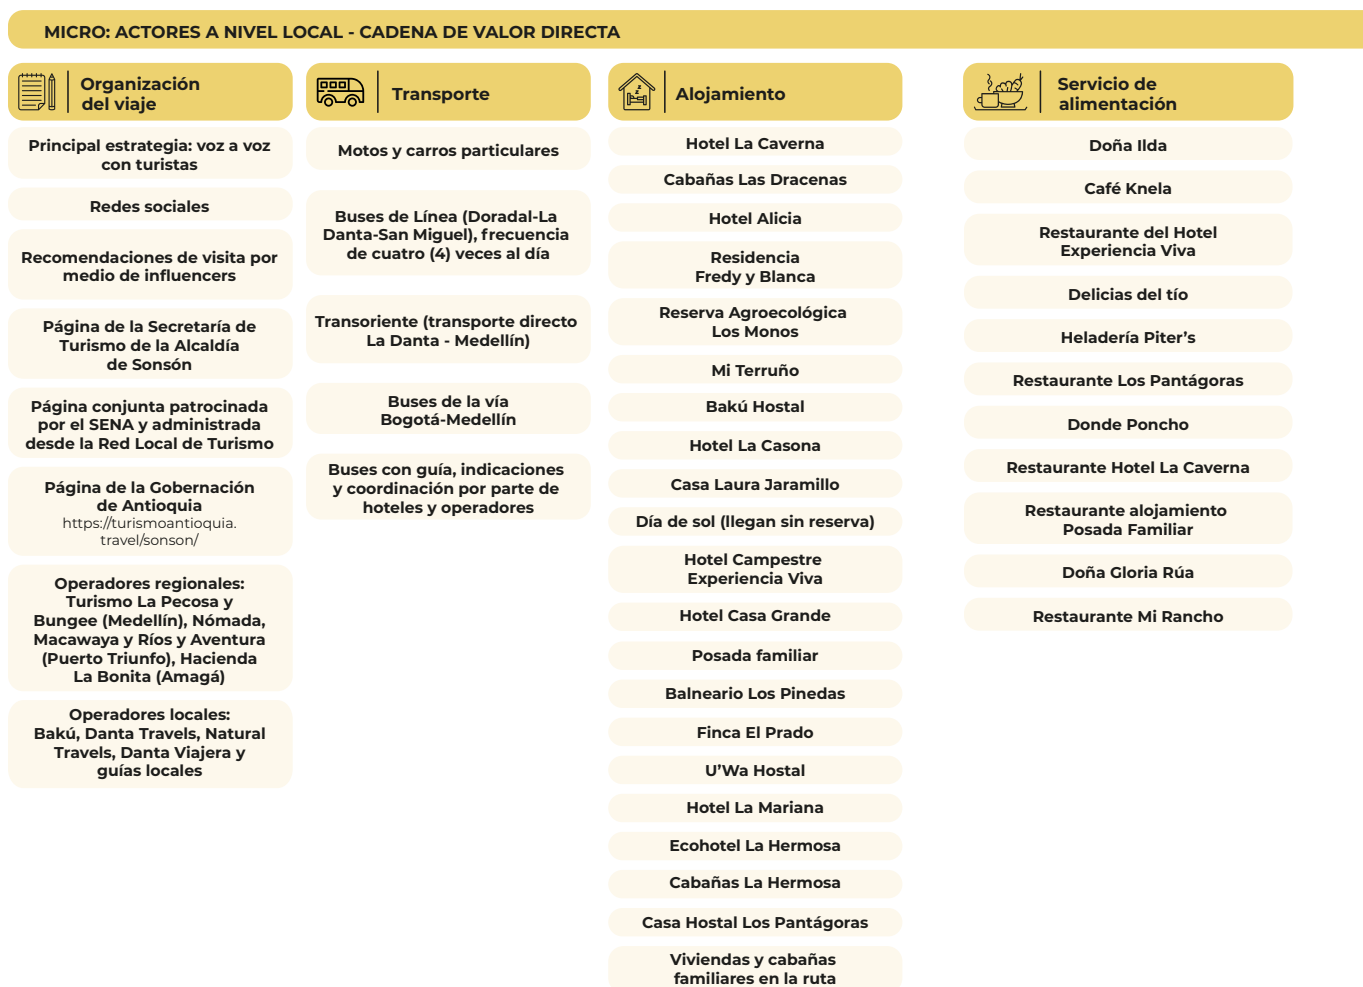 MICRO: ACTORES A NIVEL LOCAL - CADENA DE VALOR DIRECTA
Organización
del viaje
Principal estrategia: voz a voz
con turistas
Redes sociales
Recomendaciones de visita por
medio de influencers
Página de la Secretaría de
Turismo de la Alcaldía
de Sonsón
Página conjunta patrocinada
por el SENA y administrada
desde la Red Local de Turismo
Página de la Gobernación
de Antioquia
https://turismoantioquia.
travel/sonson/
Operadores regionales:
Turismo La Pecosa y
Bungee (Medellín), Nómada,
Macawaya y Ríos y Aventura
(Puerto Triunfo), Hacienda
La Bonita (Amagá)
Operadores locales:
Bakú, Danta Travels, Natural
Travels, Danta Viajera y
guías locales
Transporte
Motos y carros particulares
Buses de Línea (Doradal-La
Danta-San Miguel), frecuencia
de cuatro (4) veces al día
Transoriente (transporte directo
La Danta - Medellín)
Buses de la vía
Bogotá-Medellín
Buses con guía, indicaciones
y coordinación por parte de
hoteles y operadores
Alojamiento
Hotel La Caverna
Cabañas Las Dracenas
Hotel Alicia
Residencia
Fredy y Blanca
Reserva Agroecológica
Los Monos
Mi Terruño
Bakú Hostal
Hotel La Casona
Casa Laura Jaramillo
Día de sol (llegan sin reserva)
Hotel Campestre
Experiencia Viva
Hotel Casa Grande
Posada familiar
Balneario Los Pinedas
Finca El Prado
U’Wa Hostal
Hotel La Mariana
Ecohotel La Hermosa
Cabañas La Hermosa
Casa Hostal Los Pantágoras
Viviendas y cabañas
familiares en la ruta
Servicio de
alimentación
Doña Ilda
Café Knela
Restaurante del Hotel
Experiencia Viva
Delicias del tío
Heladería Piter’s
Restaurante Los Pantágoras
Donde Poncho
Restaurante Hotel La Caverna
Restaurante alojamiento
Posada Familiar
Doña Gloria Rúa
Restaurante Mi Rancho